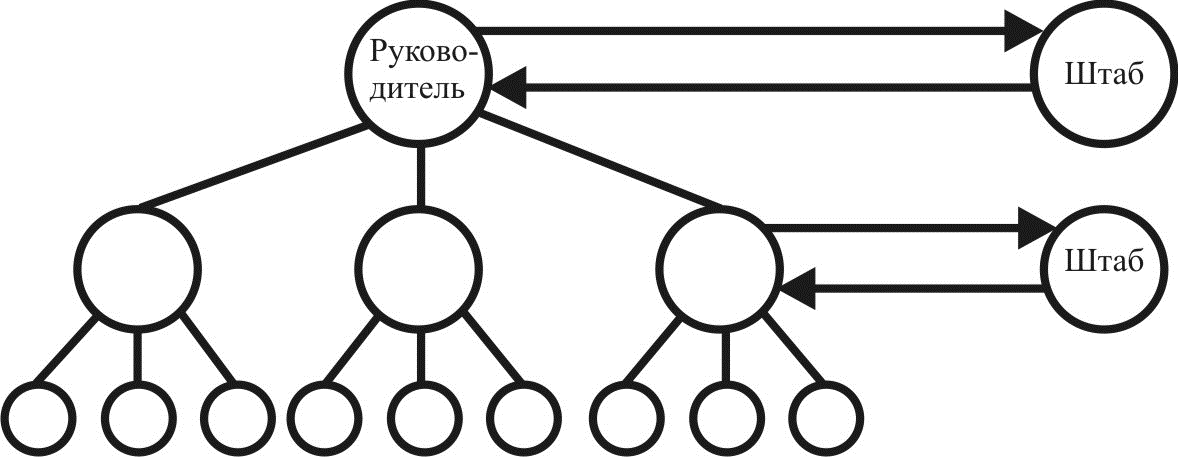 Руково-
дитель
Штаб
Штаб